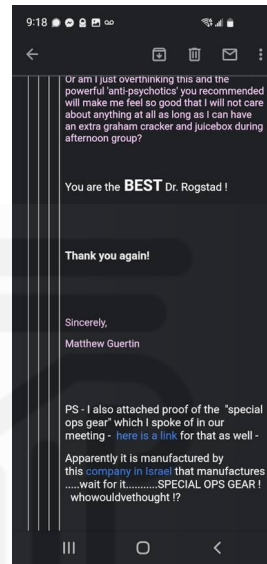 9:18
Or am I just overthinking this and the
powerful 'anti-psychotics' you recommended
will make me feel so good that I will not care
about anything at all as long as I can have
an extra graham cracker and juicebox during
afternoon group?
You are the BEST Dr. Rogstad !
Thank you again!
Sincerely,
Matthew Guertin
PS - I also attached proof of the "special
ops gear" which I spoke of in our
meeting - here is a link for that as well -
Apparently it is manufactured by
this company in Israel that manufactures
.....wait for it...........SPECIAL OPS GEAR !
whowouldvethought !?